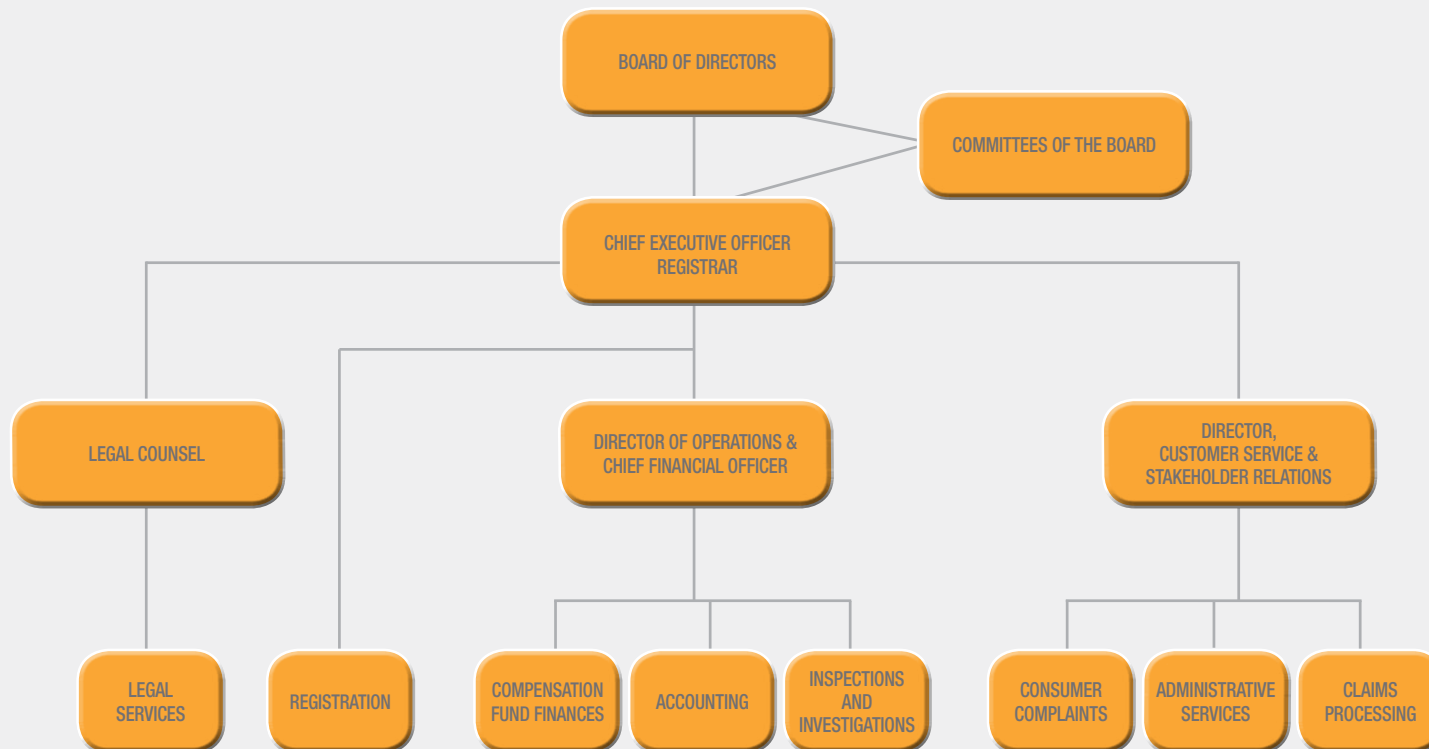 BOARD OF DIRECTORS
COMMITTEES OF THE BOARD
CHIEF EXECUTIVE OFFICER
REGISTRAR
LEGAL COUNSEL
DIRECTOR OF OPERATIONS &
CHIEF FINANCIAL OFFICER
DIRECTOR,
CUSTOMER SERVICE &
STAKEHOLDER RELATIONS
LEGAL
SERVICES
REGISTRATION
COMPENSATION
FUND FINANCES
ACCOUNTING
INSPECTIONS
AND
INVESTIGATIONS
CONSUMER
COMPLAINTS
ADMINISTRATIVE
SERVICES
CLAIMS
PROCESSING